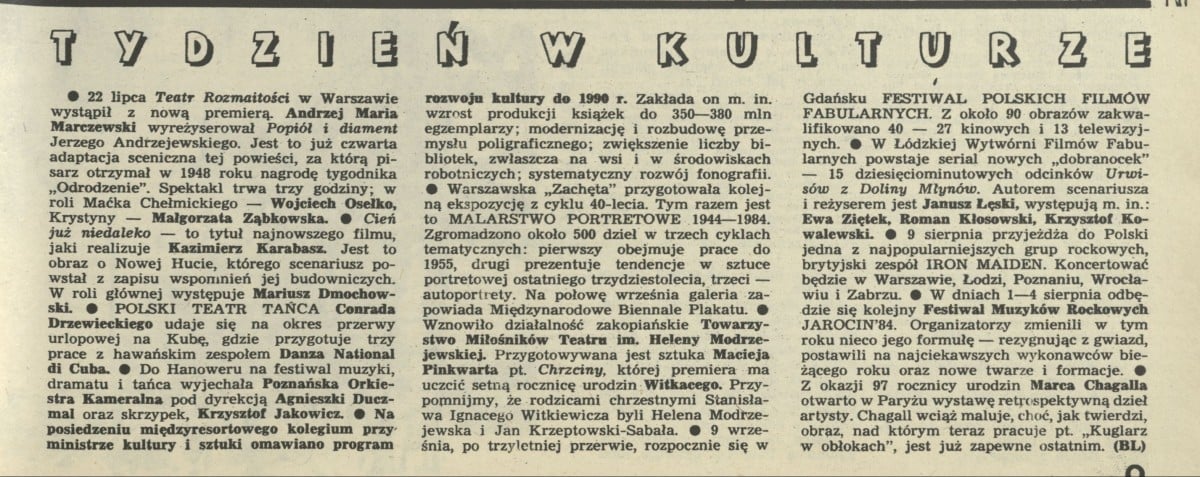 TYDZIEŃ W KULTURZE
● 22 lipca Teatr Rozmaitości w Warszawie
wystąpił z nową premierą. Andrzej Maria
Marczewski wyreżyserował Popiół i diament
Jerzego Andrzejewskiego. Jest to już czwarta
adaptacja sceniczna tej powieści, za którą pi-
sarz otrzymał w 1948 roku nagrodę tygodnika
„Odrodzenie”. Spektakl trwa trzy godziny; w
roli Maćka Chełmickiego — Wojciech Osełko,
Krystyny — Małgorzata Ząbkowska. ● Cień
już niedaleko — to tytuł najnowszego filmu,
jaki realizuje Kazimierz Karabasz. Jest to
obraz o Nowej Hucie, którego scenariusz po-
wstał z zapisu wspomnień jej budowniczych.
W roli głównej występuje Mariusz Dmochow-
ski. ● POLSKI TEATR TAŃCA Conrada
Drzewieckiego udaje się na okres przerwy
urlopowej na Kubę, gdzie przygotuje trzy
prace z hawańskim zespołem Danza National
di Cuba. ● Do Hanoweru na festiwal muzyki,
dramatu i tańca wyjechała Poznańska Orkie-
stra Kameralna pod dyrekcją Agnieszki Ducz-
mal oraz skrzypek, Krzysztof Jakowicz. ● Na
posiedzeniu międzyresortowego kolegium przy
ministrze kultury i sztuki omawiano program
rozwoju kultury do 1990 r. Zakłada on m. in.
wzrost produkcji książek do 350—380 mln
egzemplarzy; modernizację i rozbudowę prze-
mysłu poligraficznego; zwiększenie liczby bi-
bliotek, zwłaszcza na wsi i w środowiskach
robotniczych; systematyczny rozwój fonografii.
● Warszawska „Zachęta” przygotowała kolej-
ną ekspozycję z cyklu 40-lecia. Tym razem jest
to MALARSTWO PORTRETOWE 1944—1984.
Zgromadzono około 500 dzieł w trzech cyklach
tematycznych: pierwszy obejmuje prace do
1955, drugi prezentuje tendencje w sztuce
portretowej ostatniego trzydziestolecia, trzeci —
autoportrety. Na połowę września galeria za-
powiada Międzynarodowe Biennale Plakatu. ●
Wznowiło działalność zakopiańskie Towarzy-
stwo Miłośników Teatru im. Heleny Modrze-
jewskiej. Przygotowywana jest sztuka Macieja
Pinkwarta pt. Chrzciny, której premiera ma
uczcić setną rocznicę urodzin Witkacego. Przy-
pomnijmy, że rodzicami chrzestnymi Stanisła-
wa Ignacego Witkiewicza byli Helena Modrze-
jewska i Jan Krzeptowski-Sabała. ● 9 wrze-
śnia, po trzyletniej przerwie, rozpocznie się w
Gdańsku FESTIWAL POLSKICH FILMÓW
FABULARNYCH. Z około 90 obrazów zakwa-
lifikowano 40 — 27 kinowych i 13 telewizyj-
nych. ● W Łódzkiej Wytwórni Filmów Fabu-
larnych powstaje serial nowych „dobranocek”
— 15 dziesięciominutowych odcinków Urwi-
sów z Doliny Młynów. Autorem scenariusza
i reżyserem jest Janusz Łęski, występują m. in.:
Ewa Ziętek, Roman Kłosowski, Krzysztof Ko-
walewski. ● 9 sierpnia przyjeżdża do Polski
jedna z najpopularniejszych grup rockowych,
brytyjski zespół IRON MAIDEN. Koncertować
będzie w Warszawie, Łodzi, Poznaniu, Wrocła-
wiu i Zabrzu. ● W dniach 1—4 sierpnia odbę-
dzie się kolejny Festiwal Muzyków Rockowych
JAROCIN'84. Organizatorzy zmienili w tym
roku nieco jego formułę — rezygnując z gwiazd,
postawili na najciekawszych wykonawców bie-
żącego roku oraz nowe twarze i formacje. ●
Z okazji 97 rocznicy urodzin Marca Chagalla
otwarto w Paryżu wystawę retrospektywną dzieł
artysty. Chagall wciąż maluje, choć, jak twierdzi,
obraz, nad którym teraz pracuje pt. „Kuglarz
w obłokach”, jest już zapewne ostatnim. (BL)